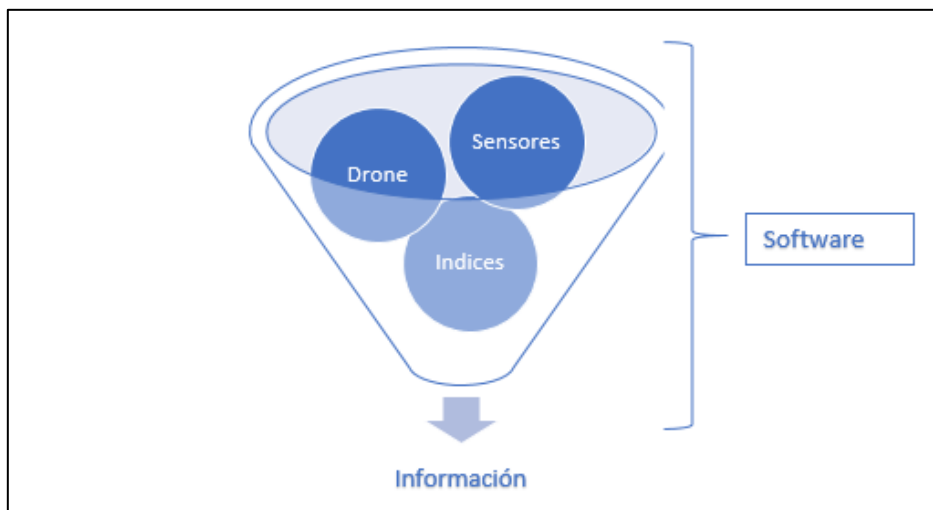 Sensores
Drone
Indices
Software
Información